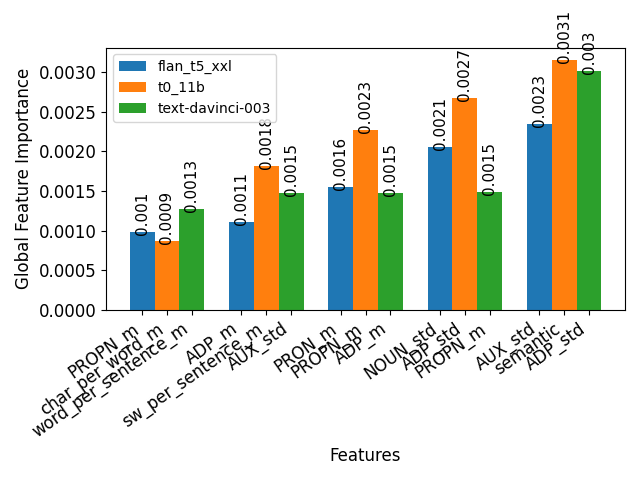 flan_t5_xxl
t0_11b
text-davinci-003
Global Feature Importance
0.0030
0.0025
0.0020
0.0015
0.0010
0.0005
0.0000
0.001
0.0009
0.0013
0.0011
0.0018
0.0015
0.0016
0.0023
0.0015
0.0021
0.0027
0.0015
0.0023
0.0031
0.003
PROPN_m
char_per_word_m
word_per_sentence_m
ADP_m
sw_per_sentence_m
AUX_std
PRON_m
PROPN_m
ADP_m
NOUN_std
ADP_std
PROPN_m
AUX_std
semantic
ADP_std
Features